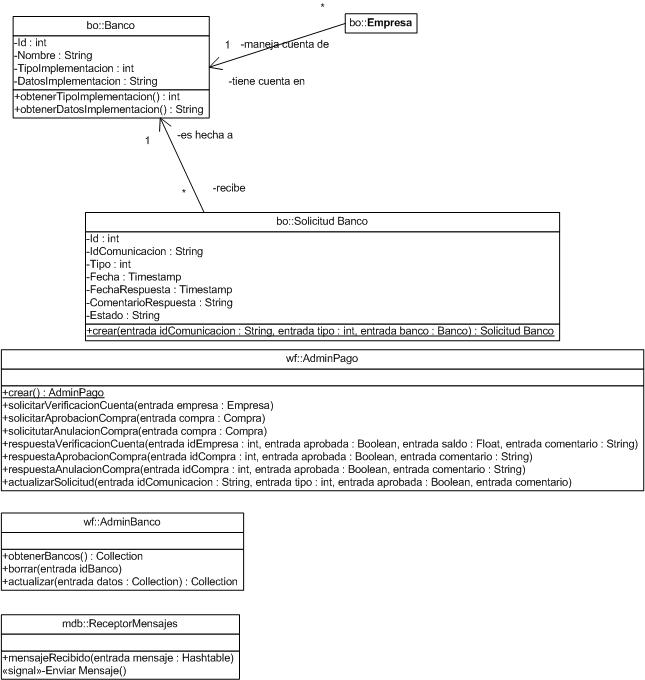 *
bo::Empresa
bo::Banco
-Id : int
-Nombre : String
-TipoImplementacion : int
-DatosImplementacion : String
+obtenerTipoImplementacion() : int
+obtenerDatosImplementacion() : String
1
-maneja cuenta de
-tiene cuenta en
1
-es hecha a
*
-recibe
bo::Solicitud Banco
-Id : int
-IdComunicacion : String
-Tipo : int
-Fecha : Timestamp
-FechaRespuesta : Timestamp
-ComentarioRespuesta : String
-Estado : String
+crear(entrada idComunicacion : String, entrada tipo : int, entrada banco : Banco) : Solicitud Banco
wf::AdminPago
+crear() : AdminPago
+solicitarVerificacionCuenta(entrada empresa : Empresa)
+solicitarAprobacionCompra(entrada compra : Compra)
+solicitutarAnulacionCompra(entrada compra : Compra)
+respuestaVerificacionCuenta(entrada idEmpresa : int, entrada aprobada : Boolean, entrada saldo : Float, entrada comentario : String)
+respuestaAprobacionCompra(entrada idCompra : int, entrada aprobada : Boolean, entrada comentario : String)
+respuestaAnulacionCompra(entrada idCompra : int, entrada aprobada : Boolean, entrada comentario : String)
+actualizarSolicitud(entrada idComunicacion : String, entrada tipo : int, entrada aprobada : Boolean, entrada comentario)
wf::AdminBanco
+obtenerBancos() : Collection
+borrar(entrada idBanco)
+actualizar(entrada datos : Collection) : Collection
mdb::ReceptorMensajes
+mensajeRecibido(entrada mensaje : Hashtable)
«signal»-Enviar Mensaje()